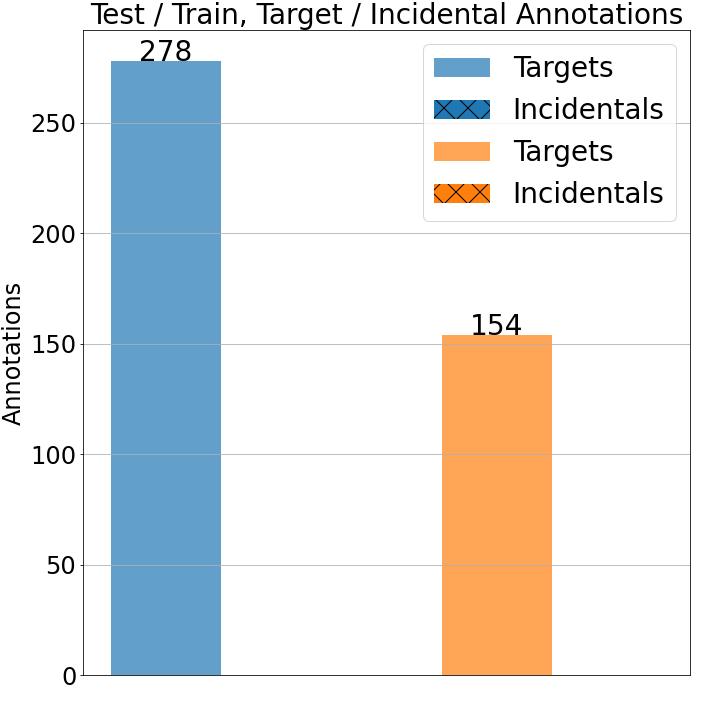 Test / Train, Target / Incidental Annotations
278
Targets
Incidentals
Targets
Incidentals
154
Annotations
250
200
150
100
50
0